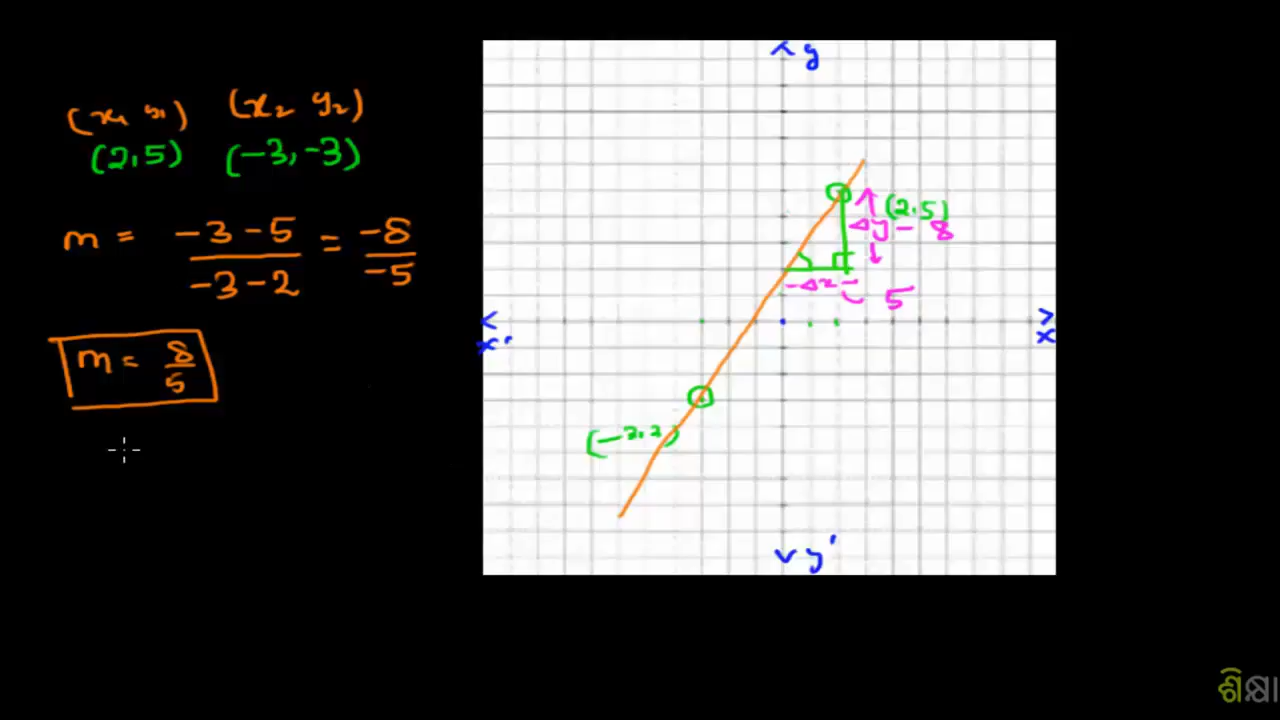 (x₁ y₁) (x₂ y₂)
(2,5) (-3,-3)
m = -3-5/-3-2 = -8/-5
m = 8/5
y
(2,5)
Δy = 8
Δx =
5
x'
x
y'
ଶିକ୍ଷା